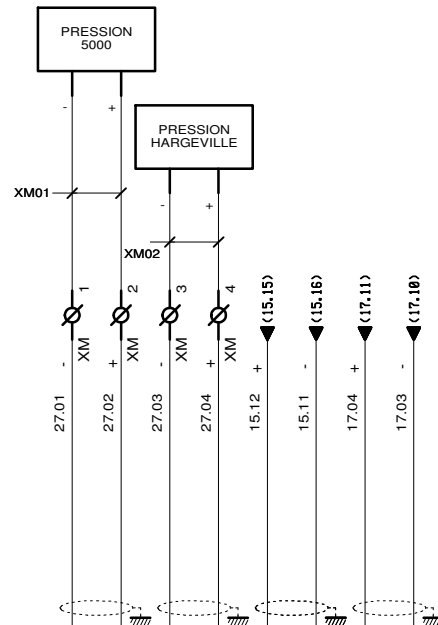 PRESSION
5000
- +
PRESSION
HARGEVILLE
XM01
- +
XM02
1 2 3 4 (15.15) (15.16) (17.11) (17.10)
XM XM XM XM
- + - + + - + -
27.01 27.02 27.03 27.04 15.12 15.11 17.04 17.03